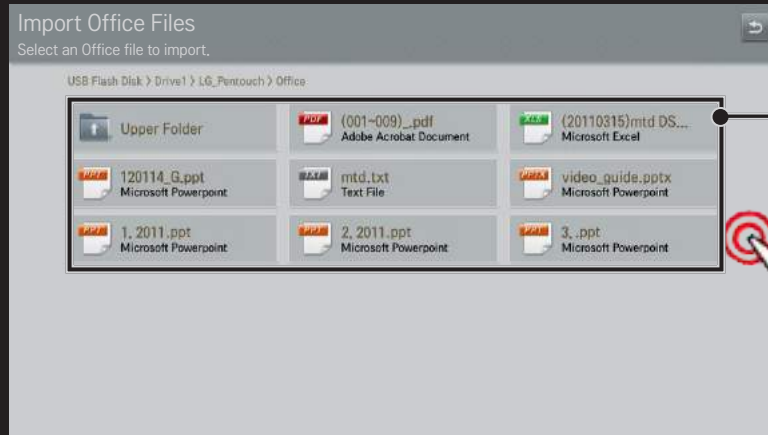 Import Office Files
Select an Office file to import.
USB Flash Disk > Drive1 > LG_Pentouch > Office
Upper Folder
PDF
(001~009)_.pdf
Adobe Acrobat Document
XLS
(20110315)mtd DS...
Microsoft Excel
PPT
120114_G.ppt
Microsoft Powerpoint
TXT
mtd.txt
Text File
PPTX
video_guide.pptx
Microsoft Powerpoint
PPT
1, 2011.ppt
Microsoft Powerpoint
PPT
2, 2011.ppt
Microsoft Powerpoint
PPT
3, .ppt
Microsoft Powerpoint